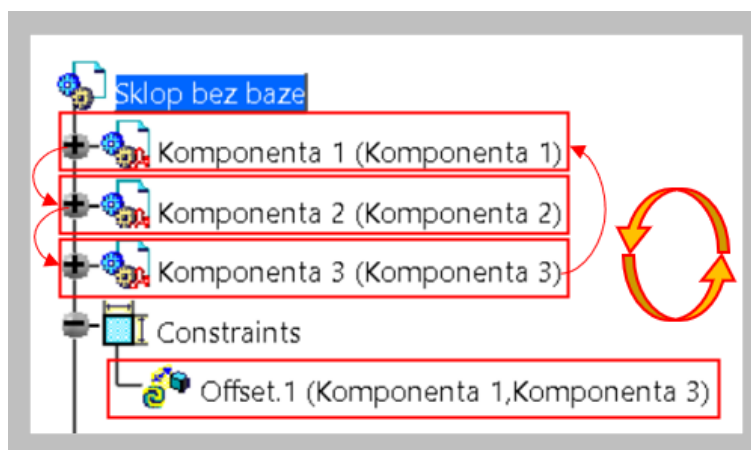 Sklop bez baze
Komponenta 1 (Komponenta 1)
Komponenta 2 (Komponenta 2)
Komponenta 3 (Komponenta 3)
Constraints
Offset.1 (Komponenta 1,Komponenta 3)